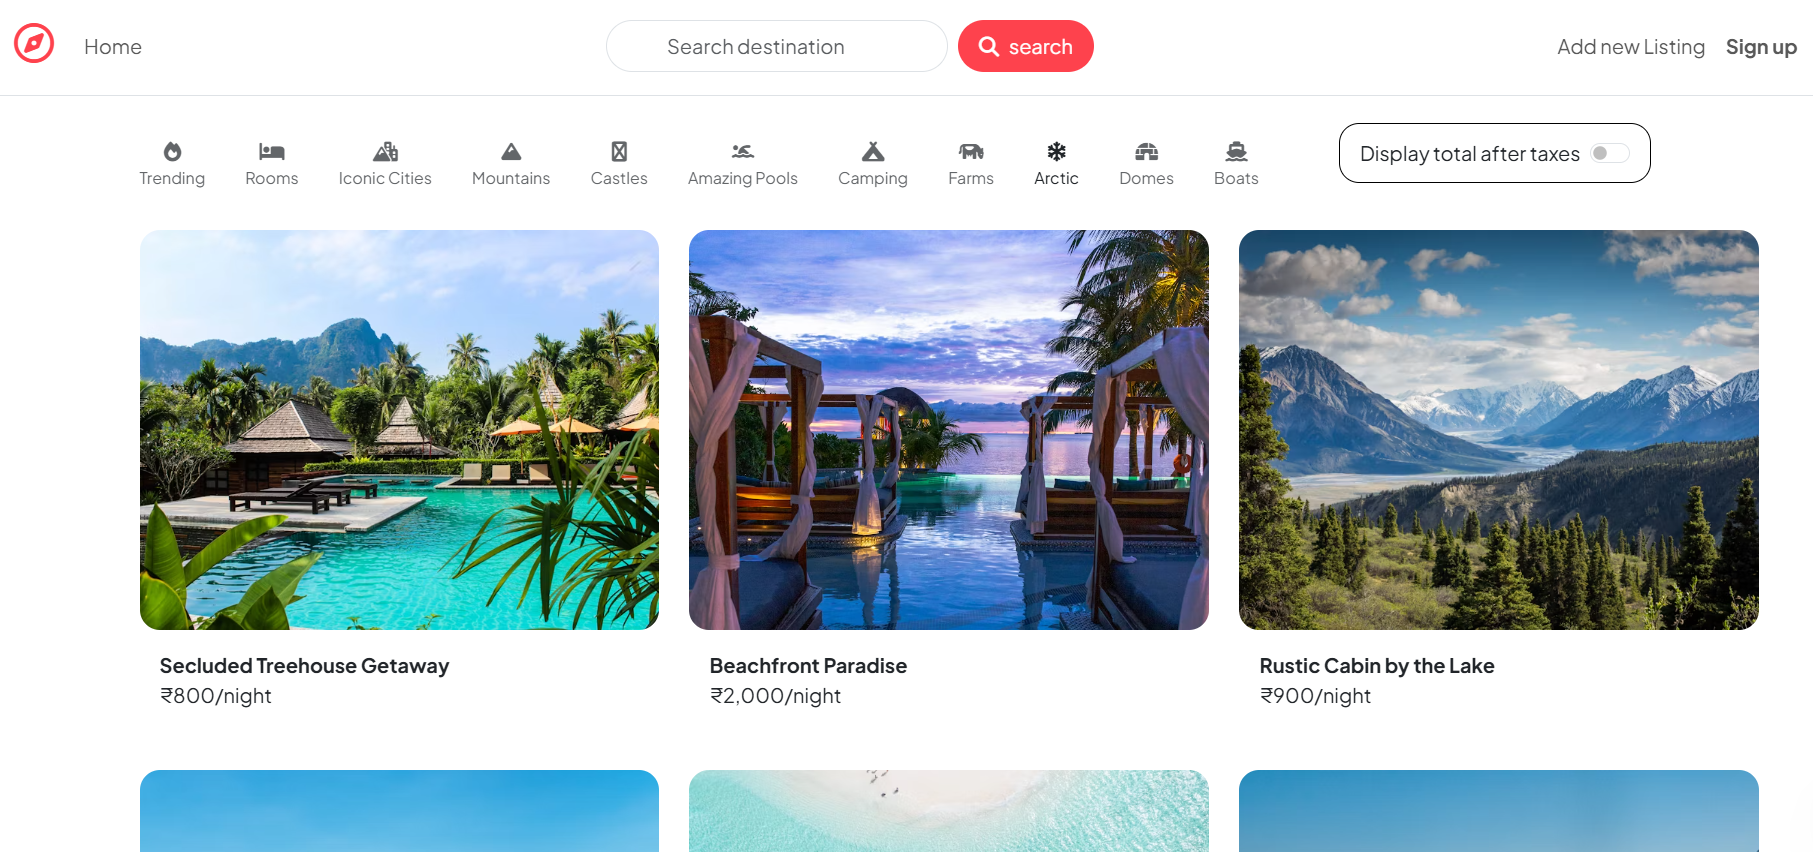 Home
Search destination
search
Add new Listing
Sign up
Trending
Rooms
Iconic Cities
Mountains
Castles
Amazing Pools
Camping
Farms
Arctic
Domes
Boats
Display total after taxes
Secluded Treehouse Getaway
₹800/night
Beachfront Paradise
₹2,000/night
Rustic Cabin by the Lake
₹900/night